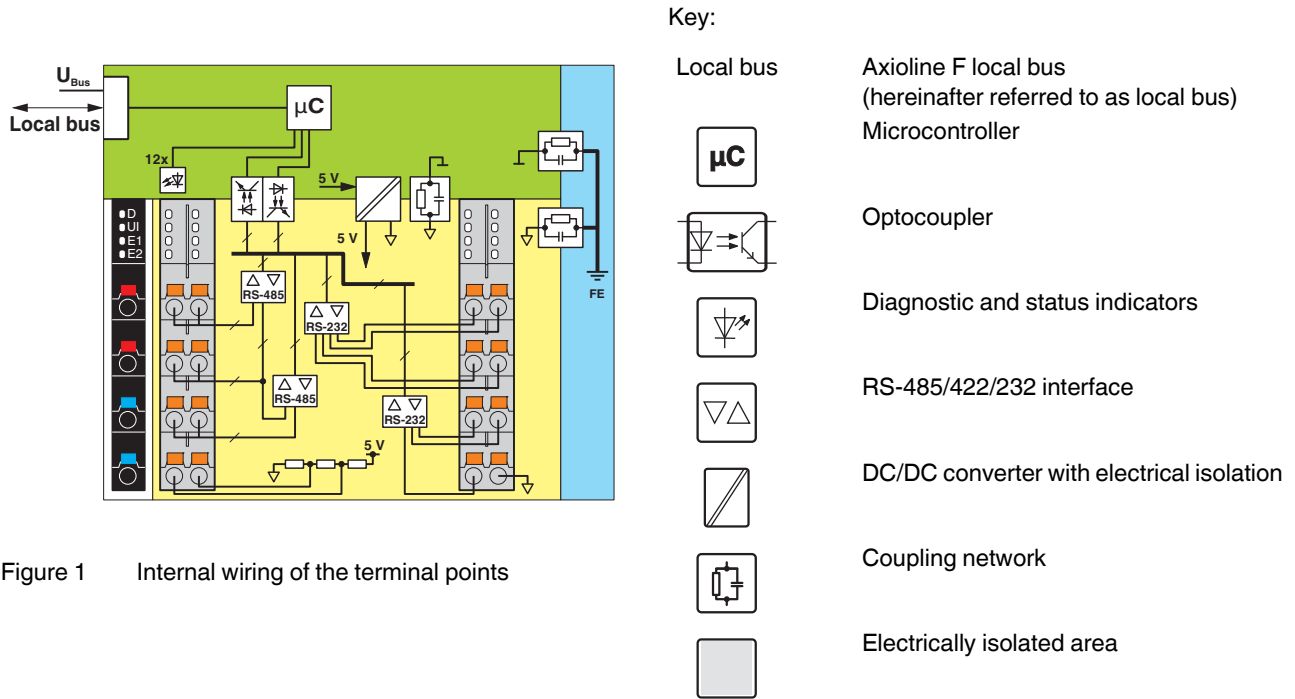 U Bus
Local bus
µC
12x
5 V
5 V
D
UI
E1
E2
FE
RS-485
RS-232
RS-485
RS-232
5 V
Figure 1 Internal wiring of the terminal points
Key:
Local bus Axioline F local bus
(hereinafter referred to as local bus)
µC Microcontroller
Optocoupler
Diagnostic and status indicators
RS-485/422/232 interface
DC/DC converter with electrical isolation
Coupling network
Electrically isolated area